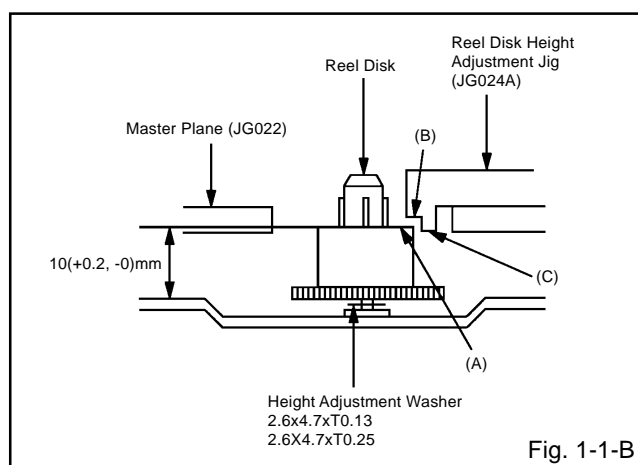 Reel Disk Height
Adjustment Jig
(JG024A)
Reel Disk
Master Plane (JG022)
(B)
10(+0.2, -0)mm
(C)
(A)
Height Adjustment Washer
2.6x4.7xT0.13
2.6X4.7xT0.25
Fig. 1-1-B